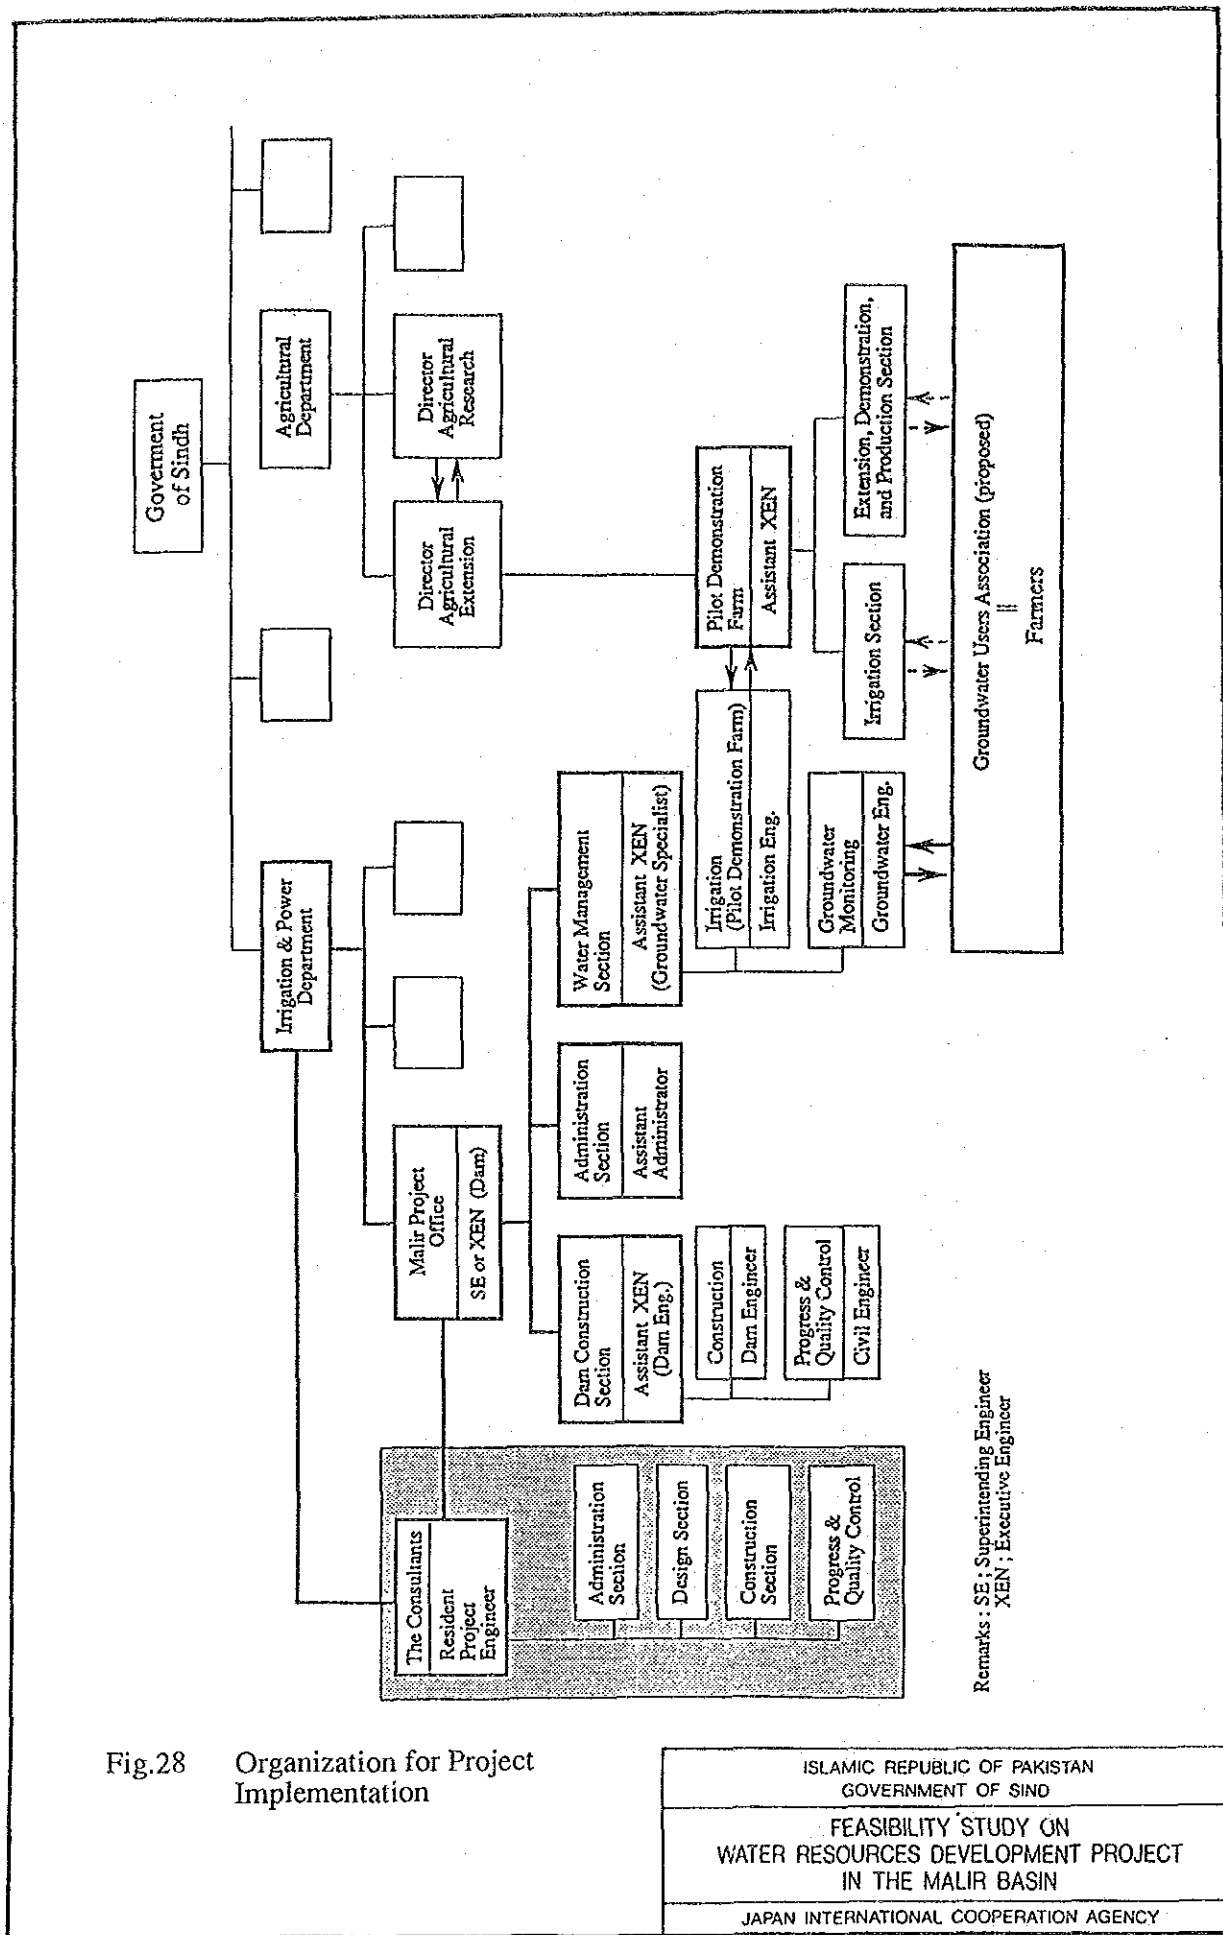 Goverment
of Sindh
Irrigation & Power
Department
Agricultural
Department
Malir Project
Office
SE or XEN (Dam)
Director
Agricultural
Extension
Director
Agricultural
Research
The Consultants
Resident
Project
Engineer
Administration
Section
Design Section
Construction
Section
Progress &
Quality Control
Dam Construction
Section
Assistant XEN
(Dam Eng.)
Construction
Dam Engineer
Progress &
Quality Control
Civil Engineer
Administration
Section
Assistant
Administrator
Water Management
Section
Assistant XEN
(Groundwater Specialist)
Irrigation
(Pilot Demonstration Farm)
Irrigation Eng.
Groundwater
Monitoring
Groundwater Eng.
Pilot Demonstration
Farm
Assistant XEN
Irrigation Section
Extension, Demonstration,
and Production Section
Groundwater Users Association (proposed)
||
Farmers
Remarks : SE ; Superintending Engineer
XEN ; Executive Engineer
Fig.28 Organization for Project
Implementation
ISLAMIC REPUBLIC OF PAKISTAN
GOVERNMENT OF SIND
FEASIBILITY STUDY ON
WATER RESOURCES DEVELOPMENT PROJECT
IN THE MALIR BASIN
JAPAN INTERNATIONAL COOPERATION AGENCY